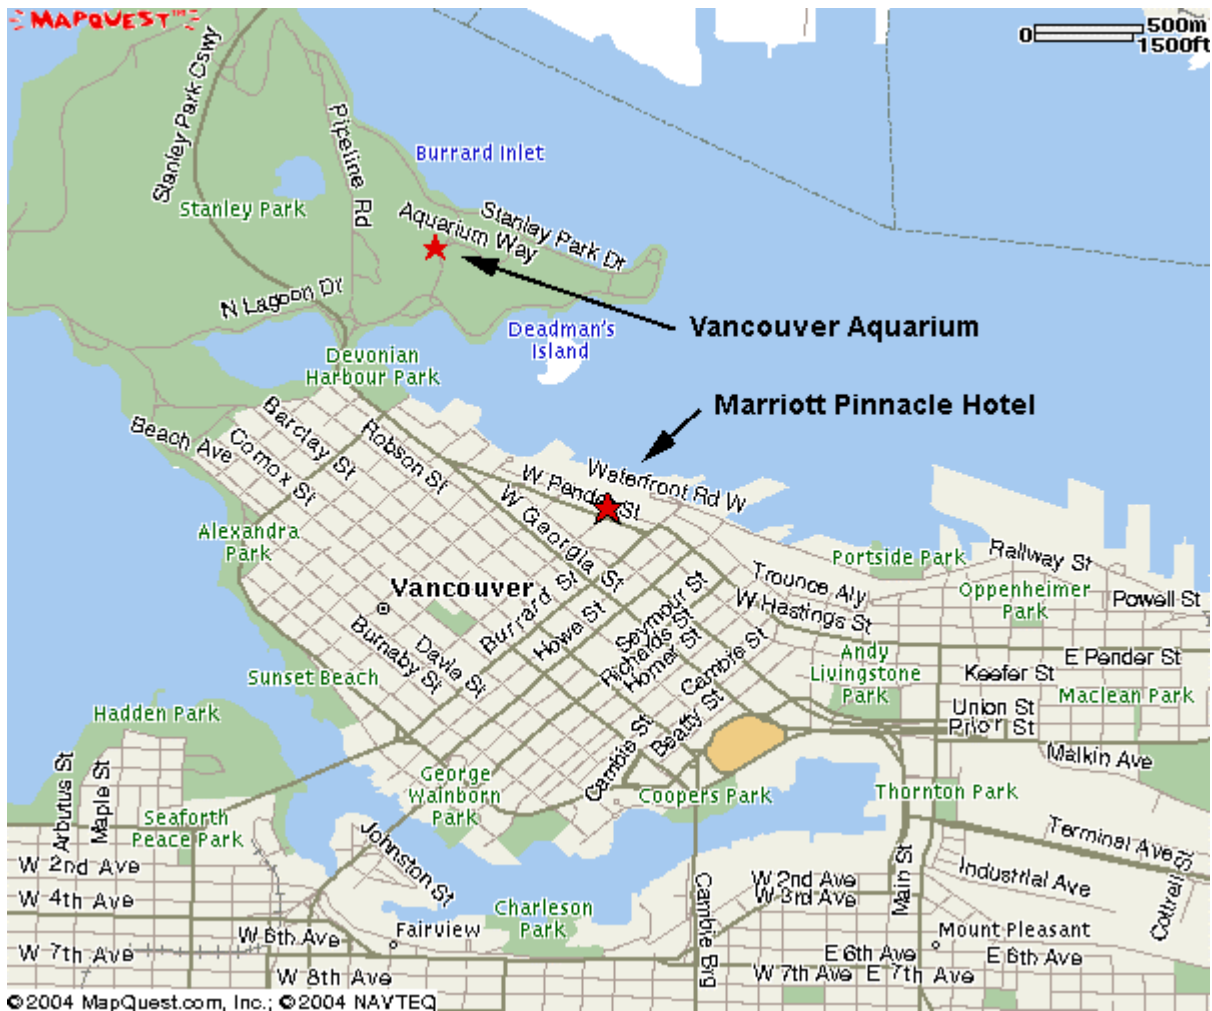 MAPQUEST
500m
0
1500ft
Stanley Park Cswy
Pipeline Rd
Burrard Inlet
Stanley Park
Aquarium Way
Stanley Park Dr
N Lagoon Dr
Deadman's
Island
Vancouver Aquarium
Devonian
Harbour Park
Marriott Pinnacle Hotel
Beach Ave
Comox St
Barclay St
Robson St
W Georgia St
W Pender St
Waterfront Rd W
Alexandra
Park
Portside Park
Railway St
Trounce Aly
Oppenheimer
Park
Powell St
W Hastings St
Vancouver
Burrard St
Howe St
Seymour St
Richards St
Homer St
Cambie St
Burnaby St
Davie St
Andy
Livingstone
Park
E Pender St
Keefer St
Maclean Park
Union St
Prior St
Malkin Ave
Sunset Beach
Hadden Park
Beatty St
Cambie St
George
Wainborn
Park
Coopers Park
Thornton Park
Arbutus St
Maple St
Seaforth
Peace Park
Johnston St
Terminal Ave
Industrial Ave
Cottrell St
Main St
W 2nd Ave
W 4th Ave
W 2nd Ave
W 3rd Ave
Charleson
Park
Fairview
Cambie Brg
W 6th Ave
W 7th Ave
W 8th Ave
Mount Pleasant
E 6th Ave
E 6th Ave
W 7th Ave
E 7th Ave
©2004 MapQuest.com, Inc.; ©2004 NAVTEQ